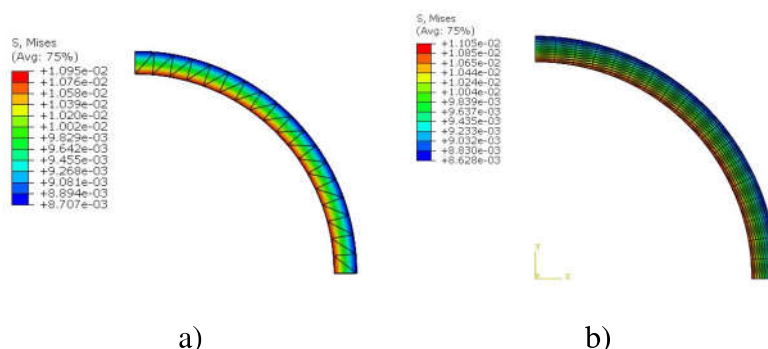 S, Mises
(Avg: 75%)
+1.095e-02
+1.076e-02
+1.058e-02
+1.039e-02
+1.020e-02
+1.002e-02
+9.829e-03
+9.642e-03
+9.455e-03
+9.268e-03
+9.081e-03
+8.894e-03
+8.707e-03
S, Mises
(Avg: 75%)
+1.105e-02
+1.085e-02
+1.065e-02
+1.044e-02
+1.024e-02
+1.004e-02
+9.839e-03
+9.637e-03
+9.435e-03
+9.233e-03
+9.032e-03
+8.830e-03
+8.628e-03
a)
b)